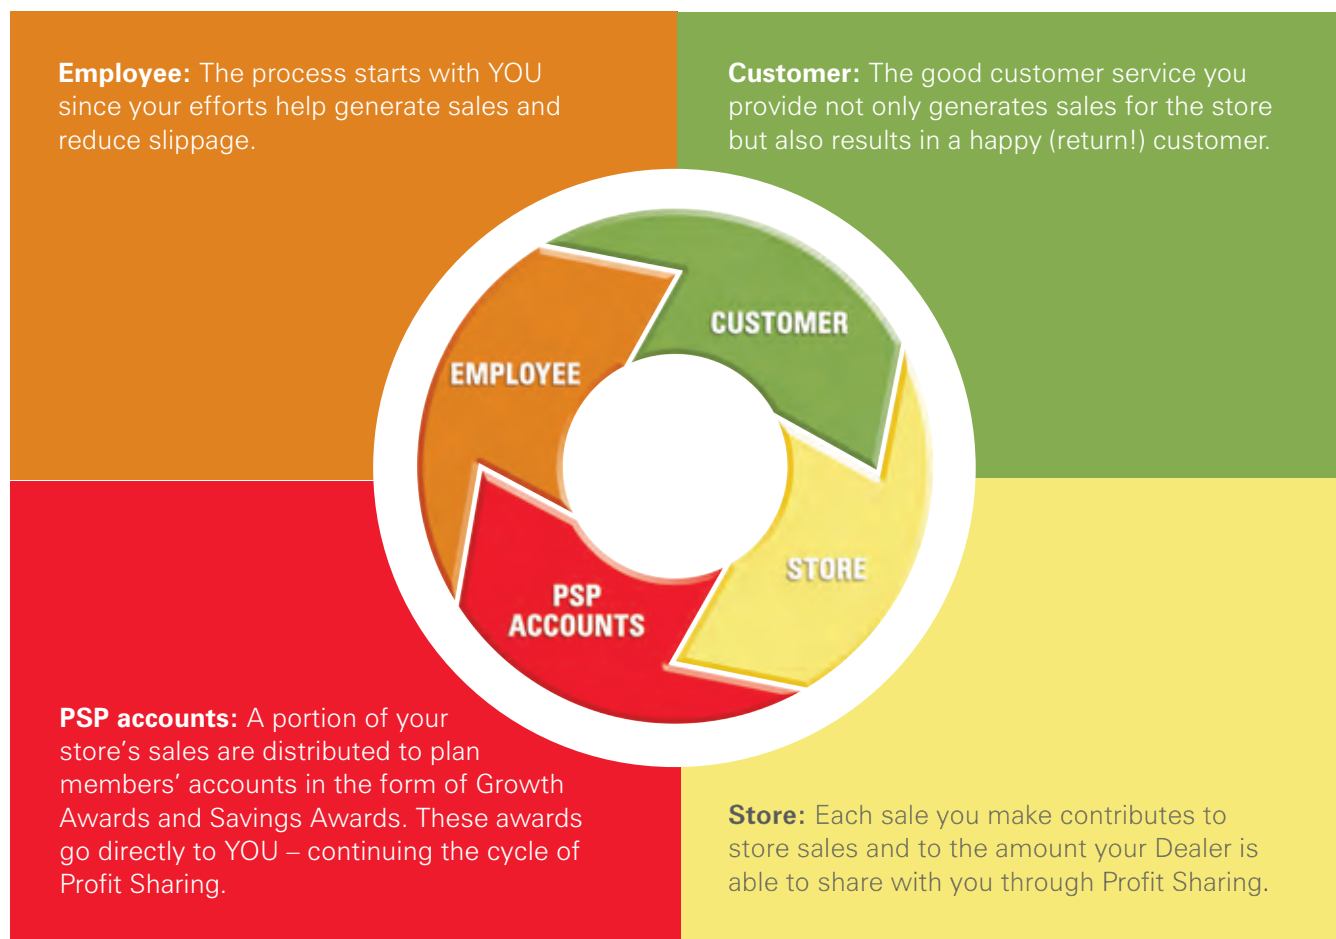 Employee: The process starts with YOU
since your efforts help generate sales and
reduce slippage.
Customer: The good customer service you
provide not only generates sales for the store
but also results in a happy (return!) customer.
CUSTOMER
EMPLOYEE
STORE
PSP
ACCOUNTS
PSP accounts: A portion of your
store’s sales are distributed to plan
members’ accounts in the form of Growth
Awards and Savings Awards. These awards
go directly to YOU – continuing the cycle of
Profit Sharing.
Store: Each sale you make contributes to
store sales and to the amount your Dealer is
able to share with you through Profit Sharing.